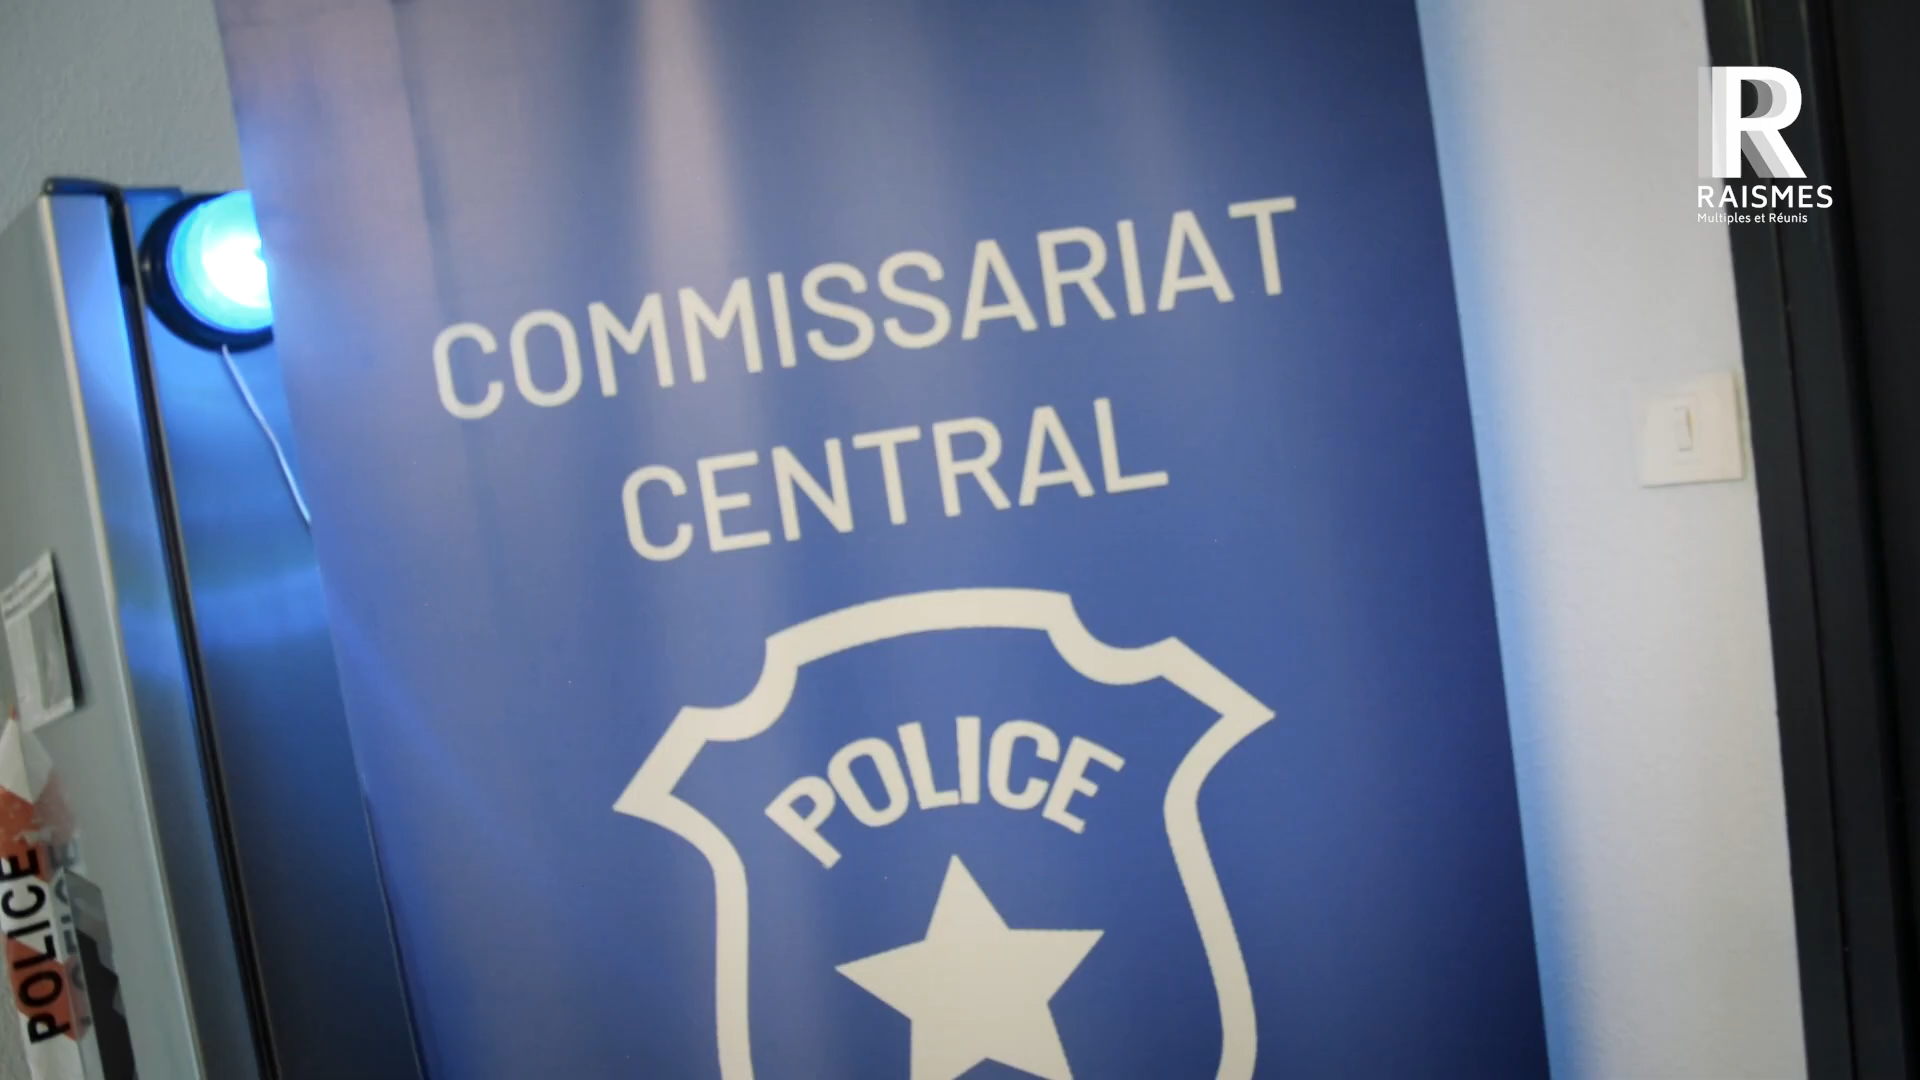 R
RAISMES
Multiples et Réunis
COMMISSARIAT
CENTRAL
POLICE
POLICE